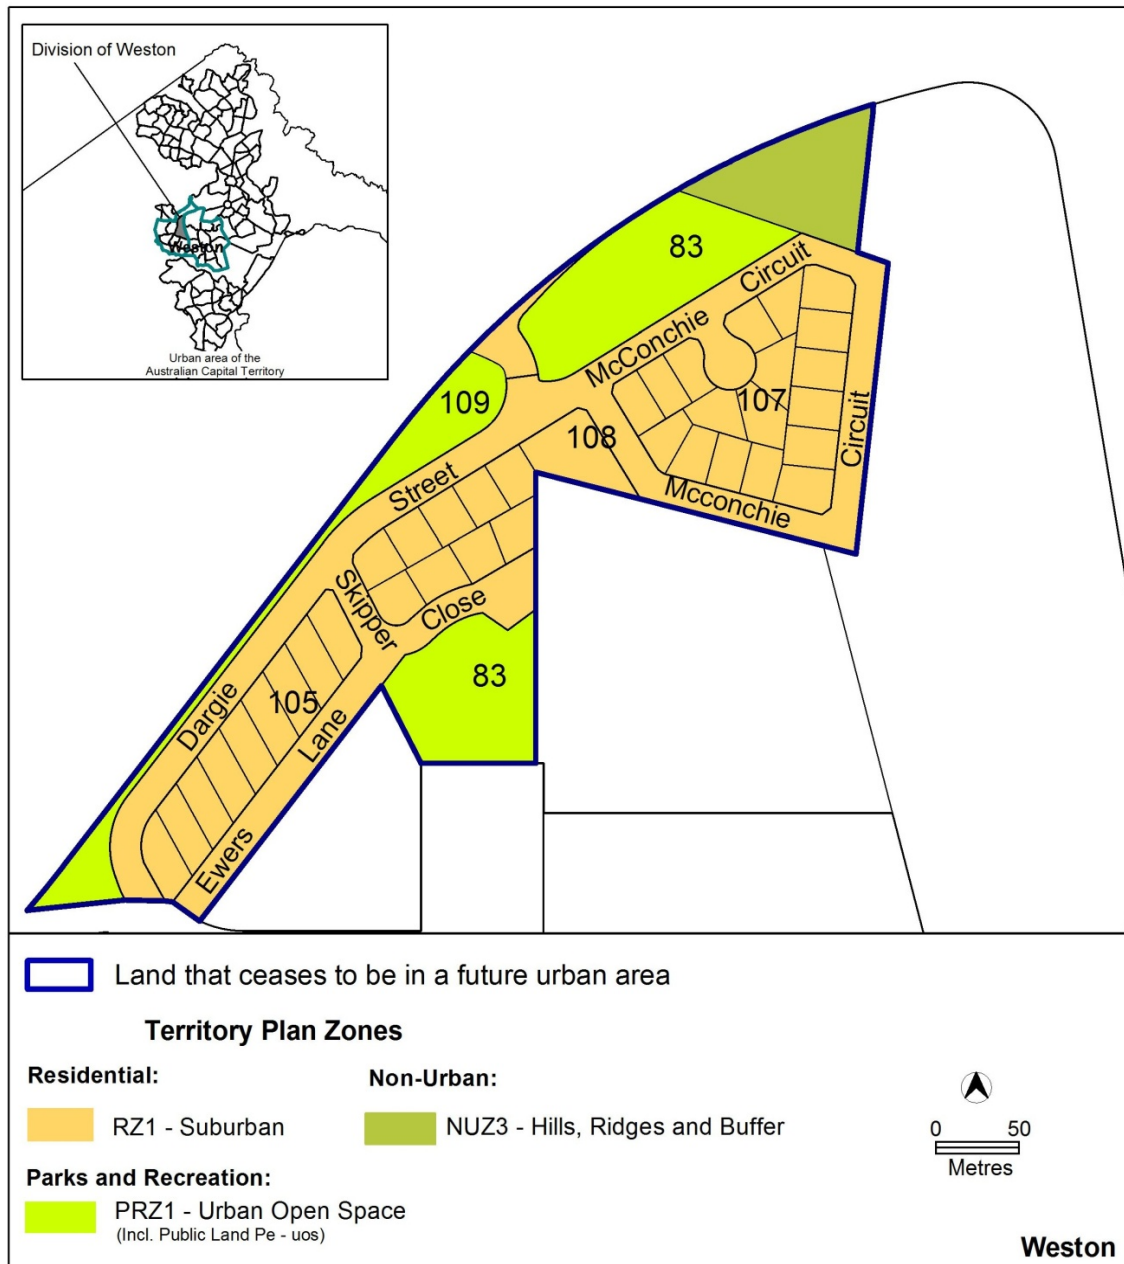 Division of Weston
Weston
Urban area of the
Australian Capital Territory
83
Circuit
McConchie
107
109
108
Circuit
Street
Mcconchie
Skipper
Close
83
105
Dargie
Lane
Ewers
Land that ceases to be in a future urban area
Territory Plan Zones
Residential:
Non-Urban:
RZ1 - Suburban
NUZ3 - Hills, Ridges and Buffer
0 50
Metres
Parks and Recreation:
PRZ1 - Urban Open Space
(Incl. Public Land Pe - uos)
Weston